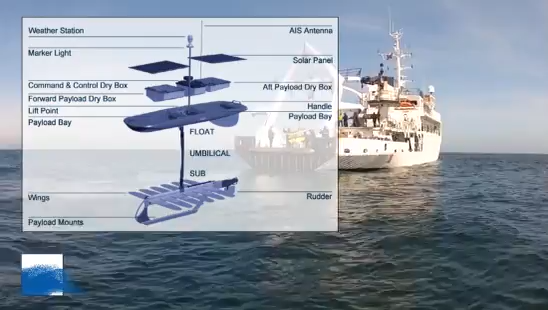 Weather Station
AIS Antenna
Marker Light
Solar Panel
Command & Control Dry Box
Aft Payload Dry Box
Forward Payload Dry Box
Handle
Lift Point
Payload Bay
Payload Bay
FLOAT
UMBILICAL
SUB
Wings
Rudder
Payload Mounts